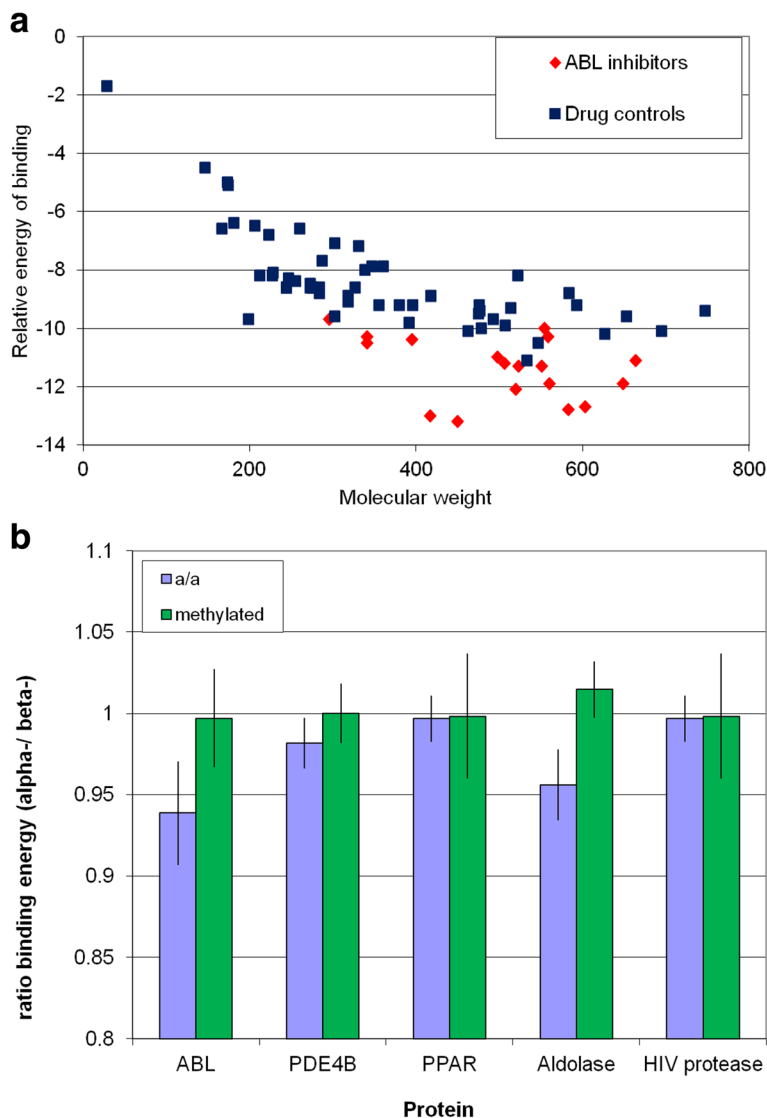 a
0
-2
-4
-6
-8
-10
-12
-14
Relative energy of binding
ABL inhibitors
Drug controls
0 200 400 600 800
Molecular weight
b
1.1
1.05
1
0.95
0.9
0.85
0.8
ratio binding energy (alpha-/ beta-)
a/a
methylated
ABL PDE4B PPAR Aldolase HIV protease
Protein